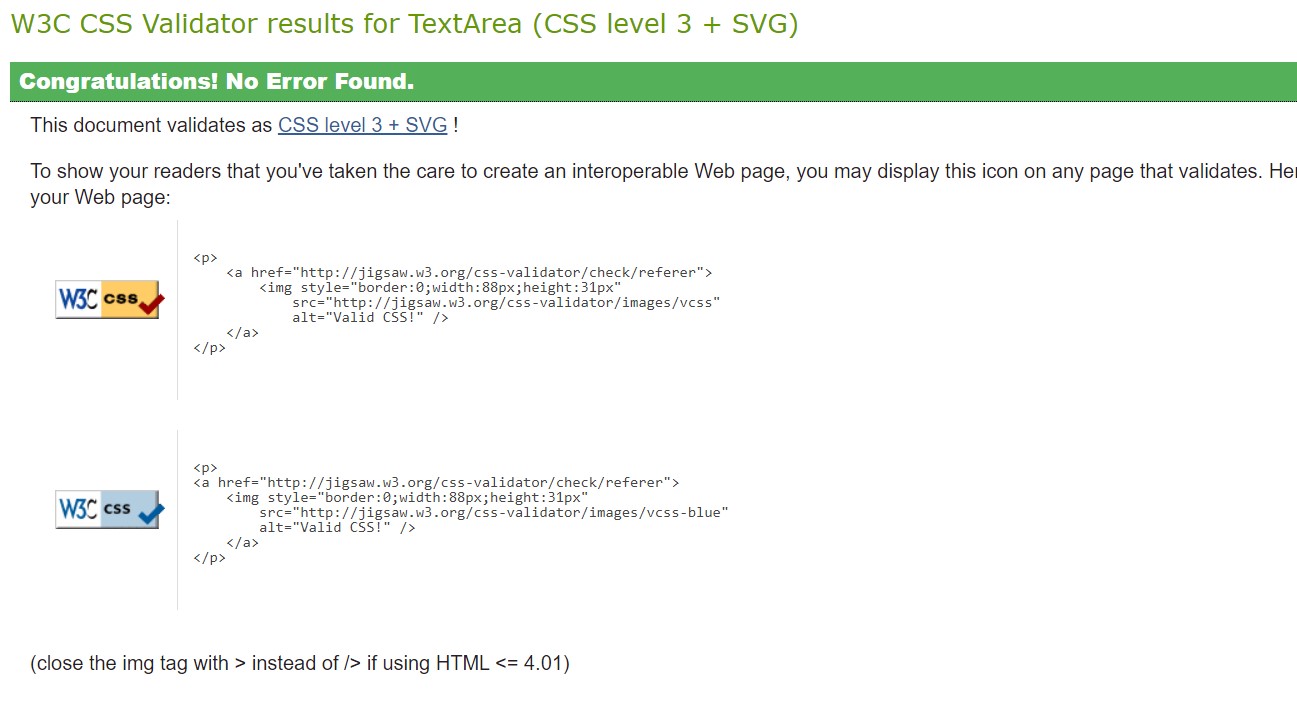 W3C CSS Validator results for TextArea (CSS level 3 + SVG)
Congratulations! No Error Found.
This document validates as CSS level 3 + SVG !
To show your readers that you've taken the care to create an interoperable Web page, you may display this icon on any page that validates.
your Web page:
W3C css
<p>
<a href="http://jigsaw.w3.org/css-validator/check/referer">
<img style="border:0;width:88px;height:31px"
src="http://jigsaw.w3.org/css-validator/images/vcss"
alt="Valid CSS!" />
</a>
</p>
W3C css
<p>
<a href="http://jigsaw.w3.org/css-validator/check/referer">
<img style="border:0;width:88px;height:31px"
src="http://jigsaw.w3.org/css-validator/images/vcss-blue"
alt="Valid CSS!" />
</a>
</p>
(close the img tag with > instead of /> if using HTML <= 4.01)